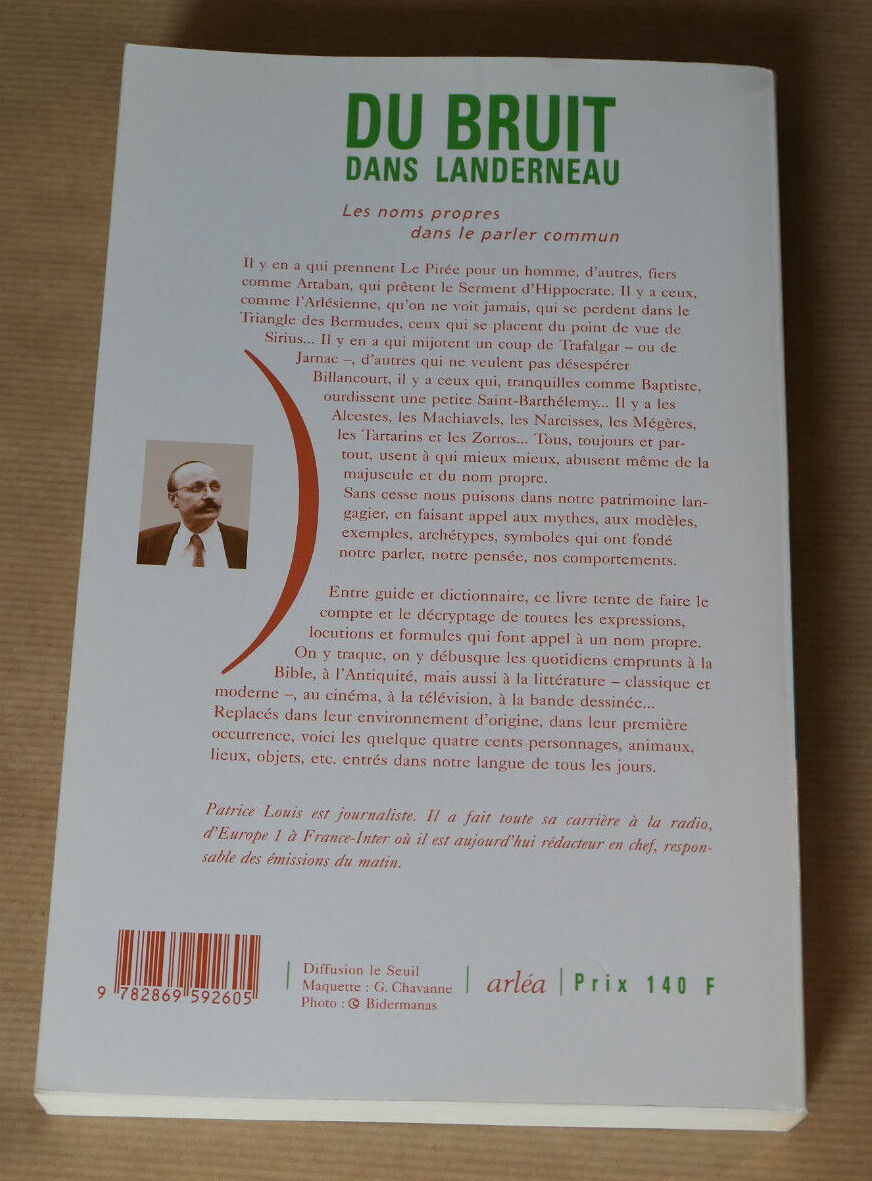 DU BRUIT
DANS LANDERNEAU
Les noms propres
dans le parler commun
Il y en a qui prennent Le Pirée pour un homme, d'autres, fiers
comme Artaban, qui prêtent le Serment d'Hippocrate. Il y a ceux,
comme l'Arlésienne, qu'on ne voit jamais, qui se perdent dans le
Triangle des Bermudes, ceux qui se placent du point de vue de
Sirius... Il y en a qui mijotent un coup de Trafalgar – ou de
Jarnac –, d'autres qui ne veulent pas désespérer
Billancourt, il y a ceux qui, tranquilles comme Baptiste,
ourdissent une petite Saint-Barthélemy... Il y a les
Alcestes, les Machiavels, les Narcisses, les Mégères,
les Tartarins et les Zorros... Tous, toujours et par-
tout, usent à qui mieux mieux, abusent même de la
majuscule et du nom propre.
Sans cesse nous puisons dans notre patrimoine lan-
gagier, en faisant appel aux mythes, aux modèles,
exemples, archétypes, symboles qui ont fondé
notre parler, notre pensée, nos comportements.
Entre guide et dictionnaire, ce livre tente de faire le
compte et le décryptage de toutes les expressions,
locutions et formules qui font appel à un nom propre.
On y traque, on y débusque les quotidiens emprunts à la
Bible, à l'Antiquité, mais aussi à la littérature – classique et
moderne –, au cinéma, à la télévision, à la bande dessinée...
Replacés dans leur environnement d'origine, dans leur première
occurrence, voici les quelque quatre cents personnages, animaux,
lieux, objets, etc. entrés dans notre langue de tous les jours.
Patrice Louis est journaliste. Il a fait toute sa carrière à la radio,
d'Europe 1 à France-Inter où il est aujourd'hui rédacteur en chef, respon-
sable des émissions du matin.
9 782869 592605
Diffusion le Seuil
Maquette : G. Chavanne
Photo : © Bidermanas
arléa
Prix 140 F